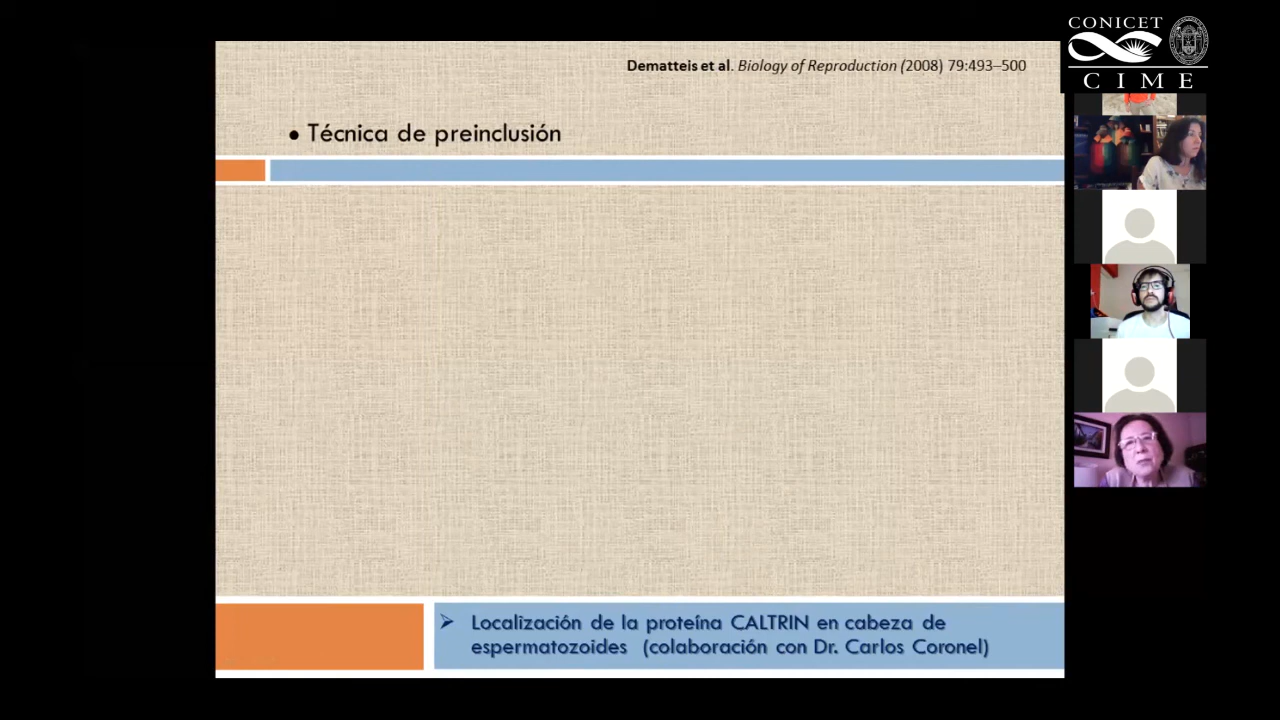 CONICET
CIME
Dematteis et al. Biology of Reproduction (2008) 79:493–500
• Técnica de preinclusión
➢ Localización de la proteína CALTRIN en cabeza de
espermatozoides (colaboración con Dr. Carlos Coronel)